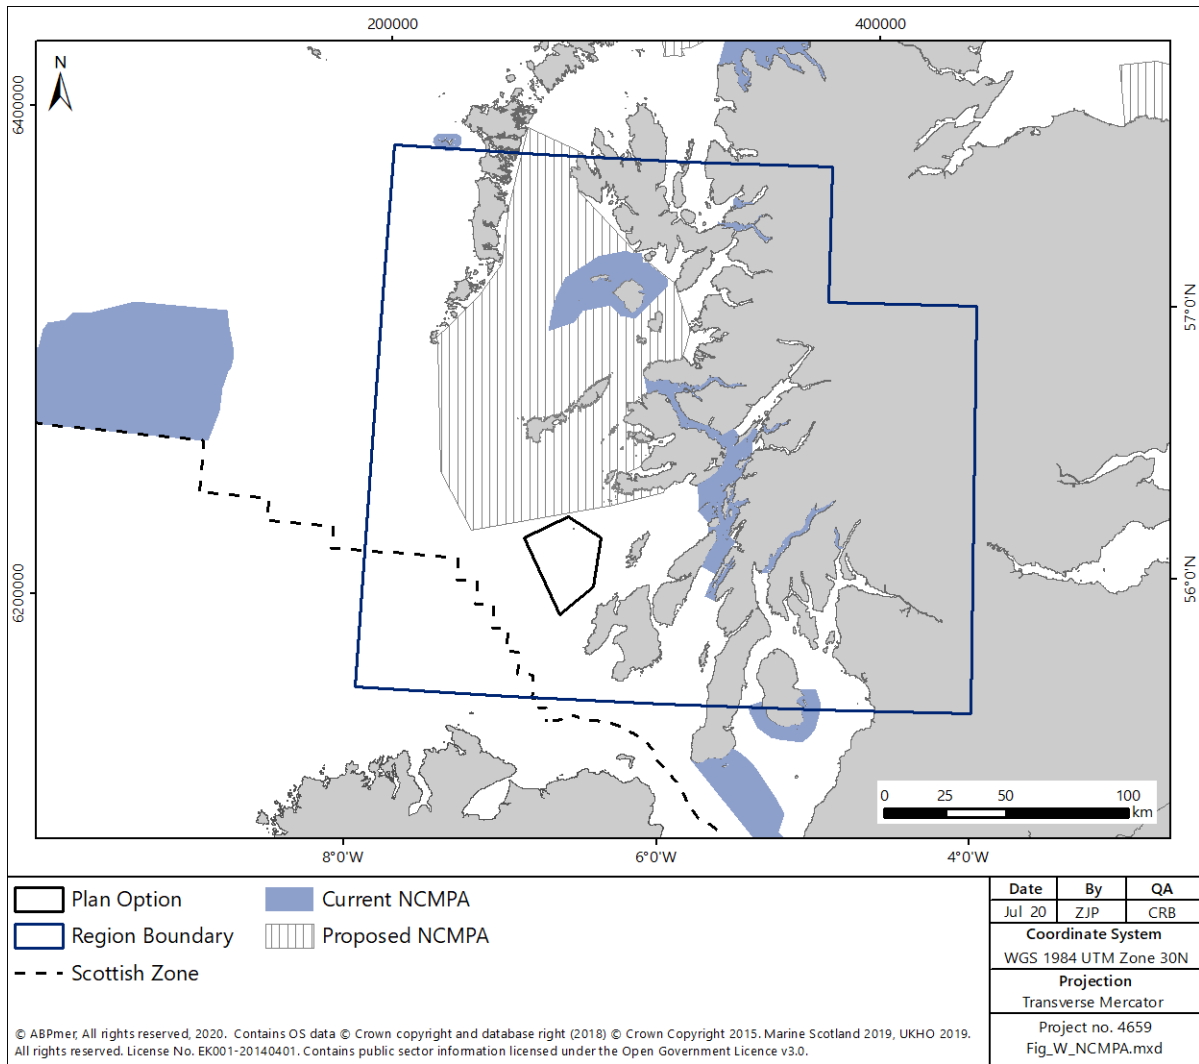 200000
400000
N
6400000
57°0'N
6200000
56°0'N
0 25 50 100
km
8°0'W
6°0'W
4°0'W
Plan Option
Current NCMPA
Region Boundary
Proposed NCMPA
Scottish Zone
Date By QA
Jul 20 ZJP CRB
Coordinate System
WGS 1984 UTM Zone 30N
Projection
Transverse Mercator
Project no. 4659
Fig_W_NCMPA.mxd
© ABPmer, All rights reserved, 2020. Contains OS data © Crown copyright and database right (2018) © Crown Copyright 2015. Marine Scotland 2019, UKHO 2019.
All rights reserved. License No. EK001-20140401. Contains public sector information licensed under the Open Government Licence v3.0.